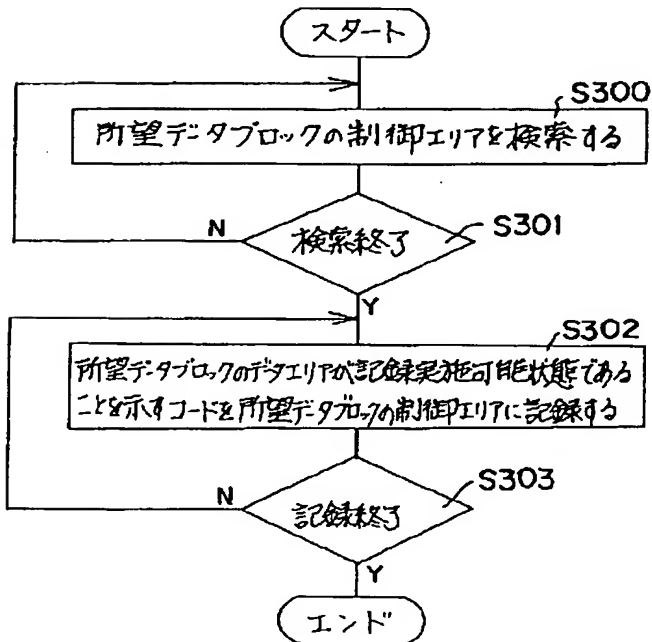 スタート
S300
所望データブロックの制御エリアを検索する
N
検索終了
S301
Y
S302
所望データブロックのデータエリアが記録実施可能状態である
ことを示すコードを所望データブロックの制御エリアに記録する
N
記録終了
S303
Y
エンド